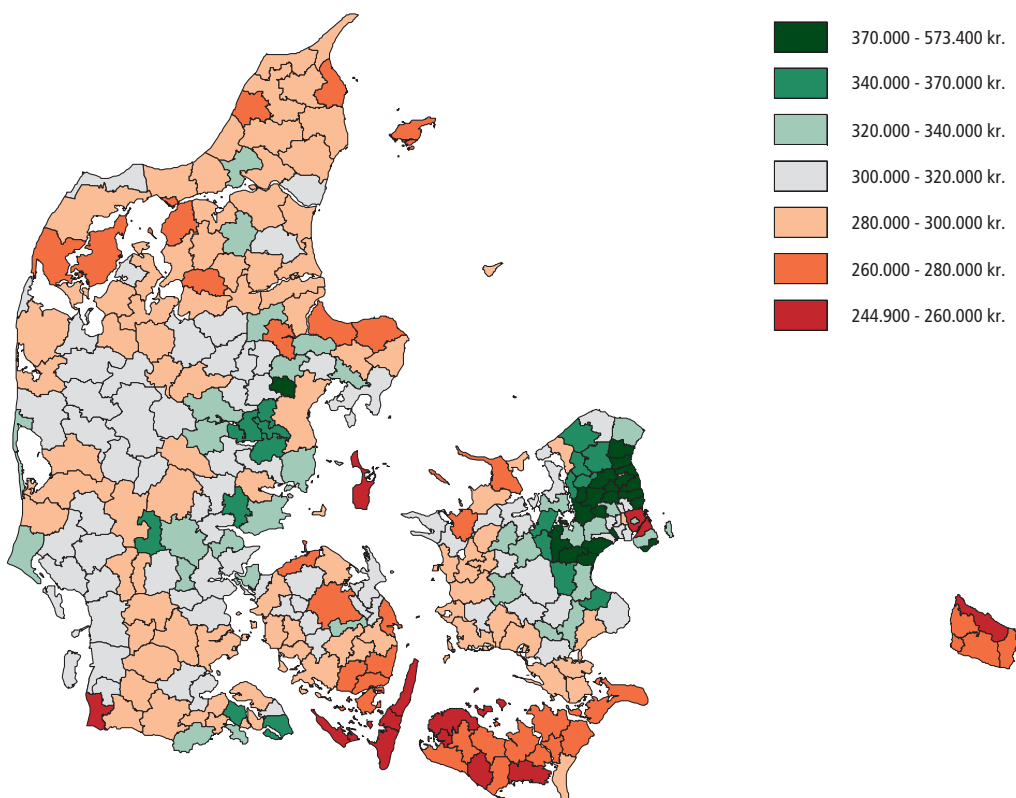 370.000 - 573.400 kr.
340.000 - 370.000 kr.
320.000 - 340.000 kr.
300.000 - 320.000 kr.
280.000 - 300.000 kr.
260.000 - 280.000 kr.
244.900 - 260.000 kr.